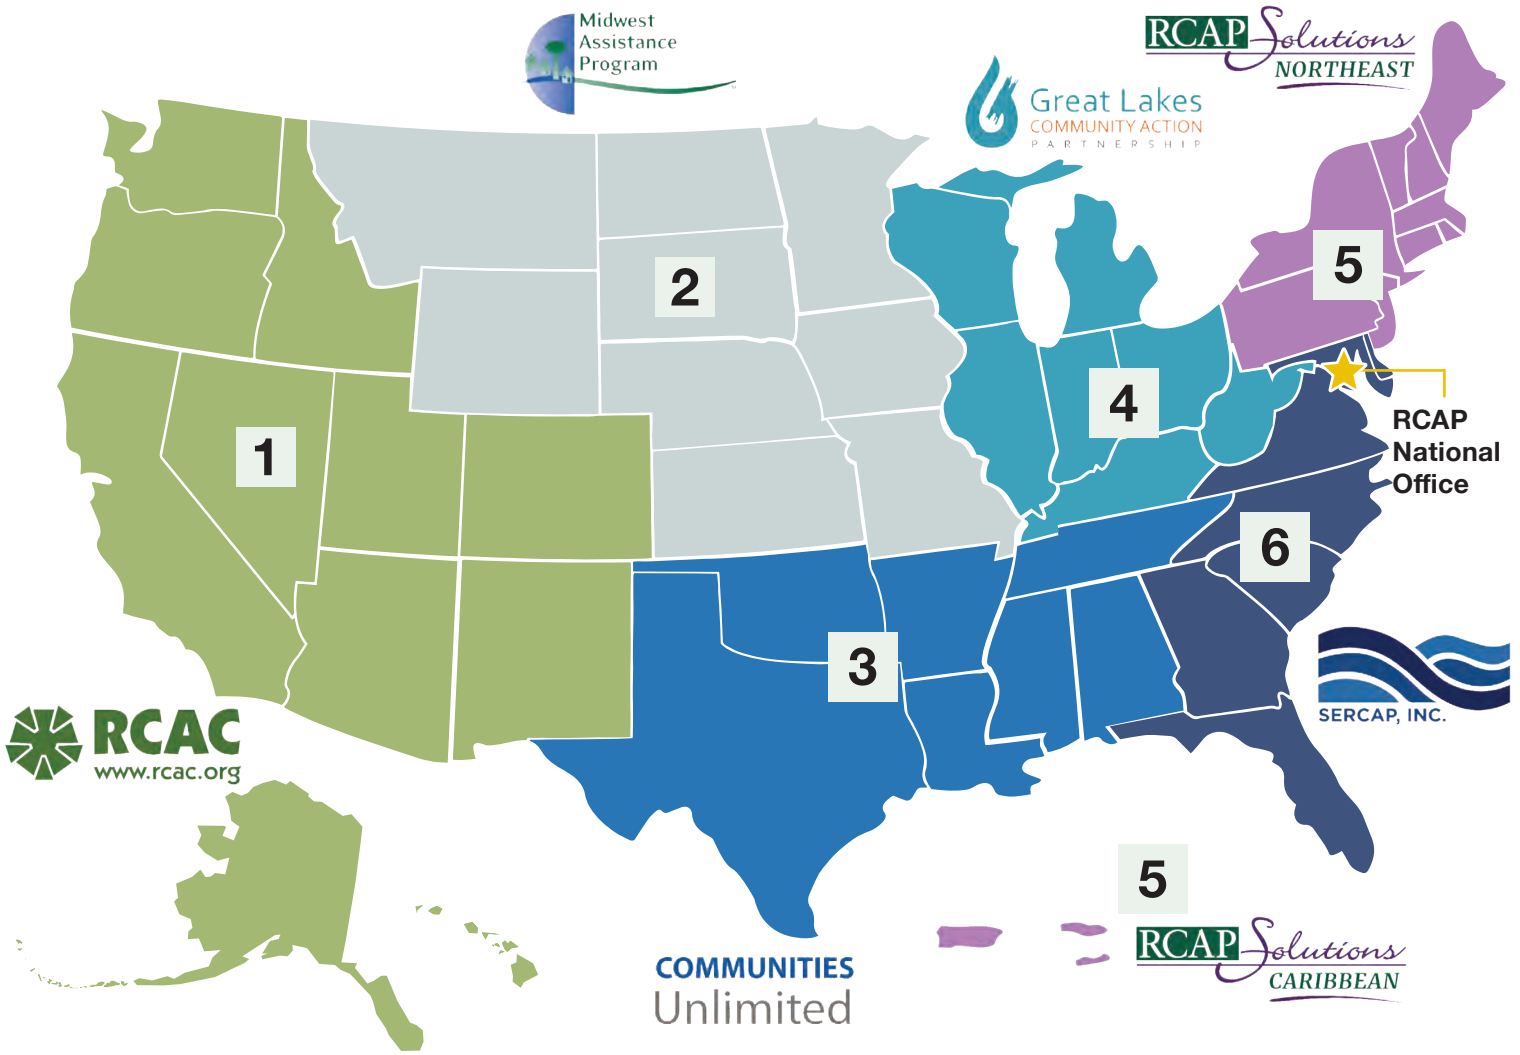 Midwest
Assistance
Program
RCAP Solutions
NORTHEAST
Great Lakes
COMMUNITY ACTION
PARTNERSHIP
5
2
4
RCAP
National
Office
1
6
3
SERCAP, INC.
RCAC
www.rcac.org
5
RCAP Solutions
CARIBBEAN
COMMUNITIES
Unlimited